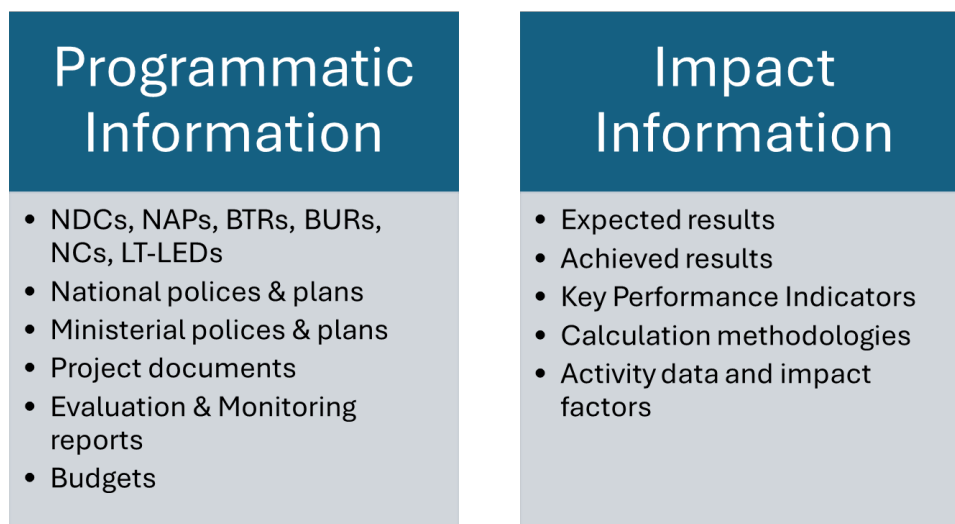 Programmatic
Information
• NDCs, NAPs, BTRs, BURs,
NCs, LT-LEDs
• National polices & plans
• Ministerial polices & plans
• Project documents
• Evaluation & Monitoring
reports
• Budgets
Impact
Information
• Expected results
• Achieved results
• Key Performance Indicators
• Calculation methodologies
• Activity data and impact
factors